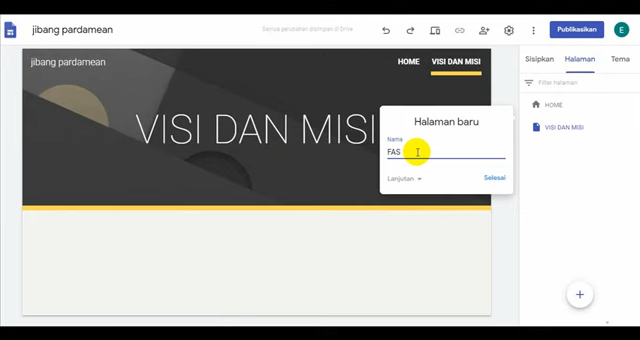 jibang pardamean
Semua perubahan disimpan di Drive
Publikasikan
E
jibang pardamean
HOME
VISI DAN MISI
Sisipkan
Halaman
Tema
Filter halaman
HOME
VISI DAN MISI
VISI DAN MISI
Halaman baru
Nama
FAS
Lanjutan
Selesai